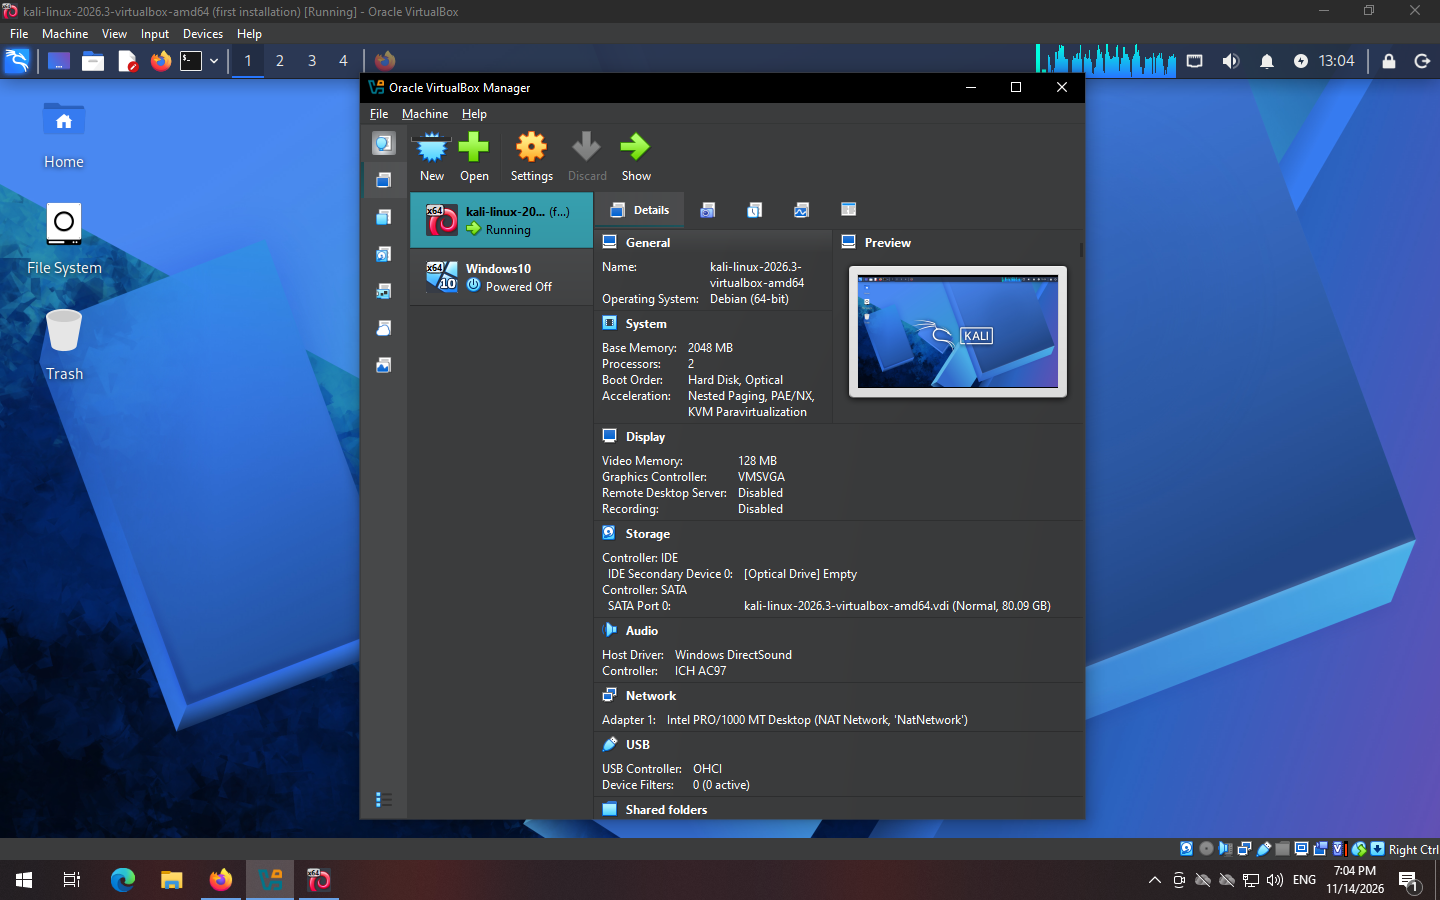 kali-linux-2026.3-virtualbox-amd64 (first installation) [Running] - Oracle VirtualBox
File Machine View Input Devices Help
1 2 3 4 13:04
Home
File System
Trash
Oracle VirtualBox Manager
File Machine Help
New Open Settings Discard Show
kali-linux-20... (f...)
Running
Windows10
Powered Off
Details
General
Name: kali-linux-2026.3-
virtualbox-amd64
Operating System: Debian (64-bit)
Preview
KALI
System
Base Memory: 2048 MB
Processors: 2
Boot Order: Hard Disk, Optical
Acceleration: Nested Paging, PAE/NX,
KVM Paravirtualization
Display
Video Memory: 128 MB
Graphics Controller: VMSVGA
Remote Desktop Server: Disabled
Recording: Disabled
Storage
Controller: IDE
IDE Secondary Device 0: [Optical Drive] Empty
Controller: SATA
SATA Port 0: kali-linux-2026.3-virtualbox-amd64.vdi (Normal, 80.09 GB)
Audio
Host Driver: Windows DirectSound
Controller: ICH AC97
Network
Adapter 1: Intel PRO/1000 MT Desktop (NAT Network, 'NatNetwork')
USB
USB Controller: OHCI
Device Filters: 0 (0 active)
Shared folders
Right Ctrl
ENG
7:04 PM
11/14/2026
1
x64
x64
10
x64